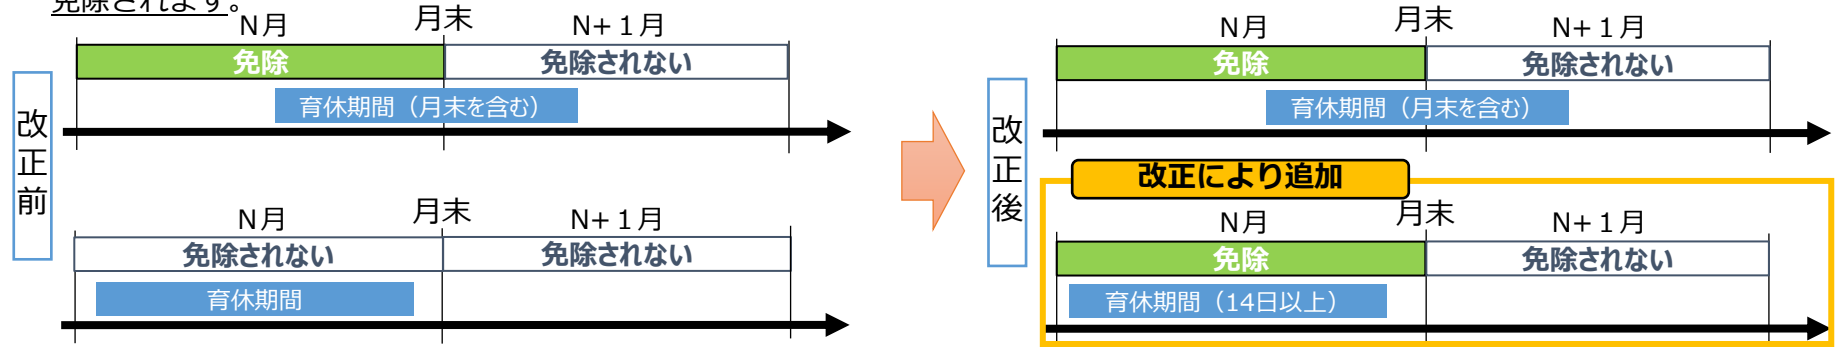 免除されます。
改正前
N月 月末 N+１月
免除 免除されない
育休期間（月末を含む）
N月 月末 N+１月
免除されない 免除されない
育休期間
改正後
N月 月末 N+１月
免除 免除されない
育休期間（月末を含む）
改正により追加
N月 月末 N+１月
免除 免除されない
育休期間（14日以上）